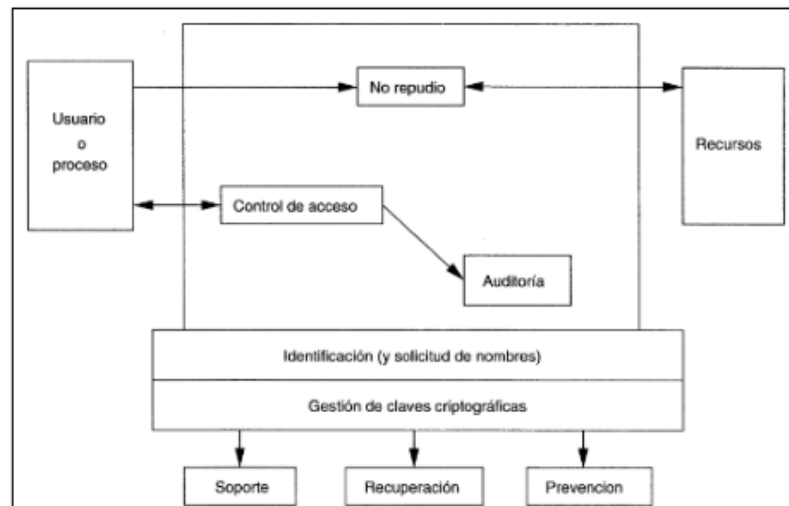 No repudio
Usuario
o
proceso
Recursos
Control de acceso
Auditoría
Identificación (y solicitud de nombres)
Gestión de claves criptográficas
Soporte
Recuperación
Prevencion